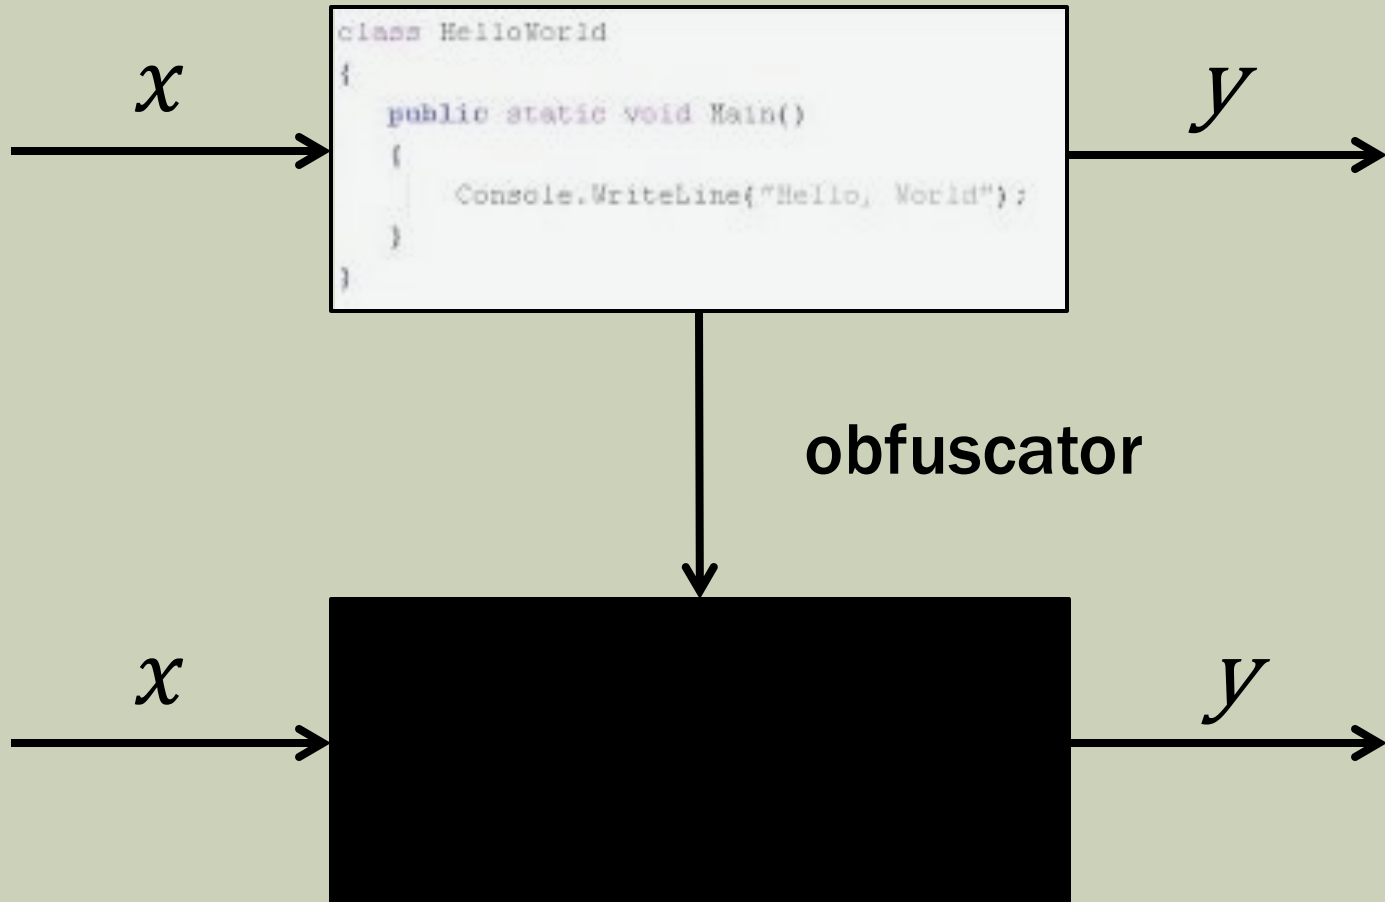 class HelloWorld
x
{
y
public static void Main()
{
Console.WriteLine("Hello, World");
}
}
obfuscator
x
y